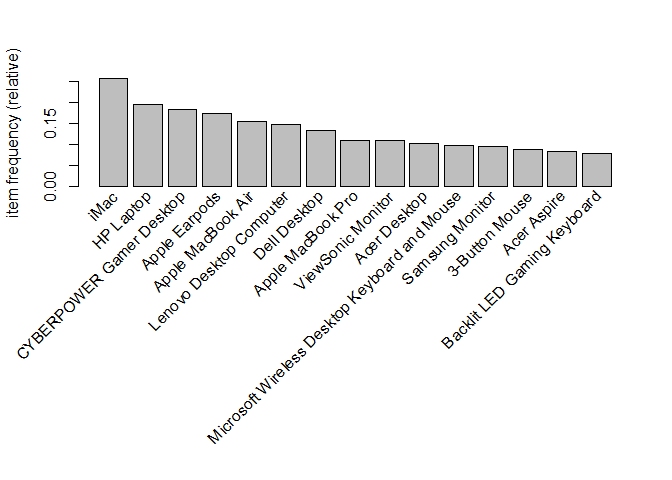 item frequency (relative)
0.15
0.00
iMac
HP Laptop
CYBERPOWER Gamer Desktop
Apple Earpods
Apple MacBook Air
Lenovo Desktop Computer
Dell Desktop
Apple MacBook Pro
ViewSonic Monitor
Acer Desktop
Microsoft Wireless Desktop Keyboard and Mouse
Samsung Monitor
3-Button Mouse
Acer Aspire
Backlit LED Gaming Keyboard